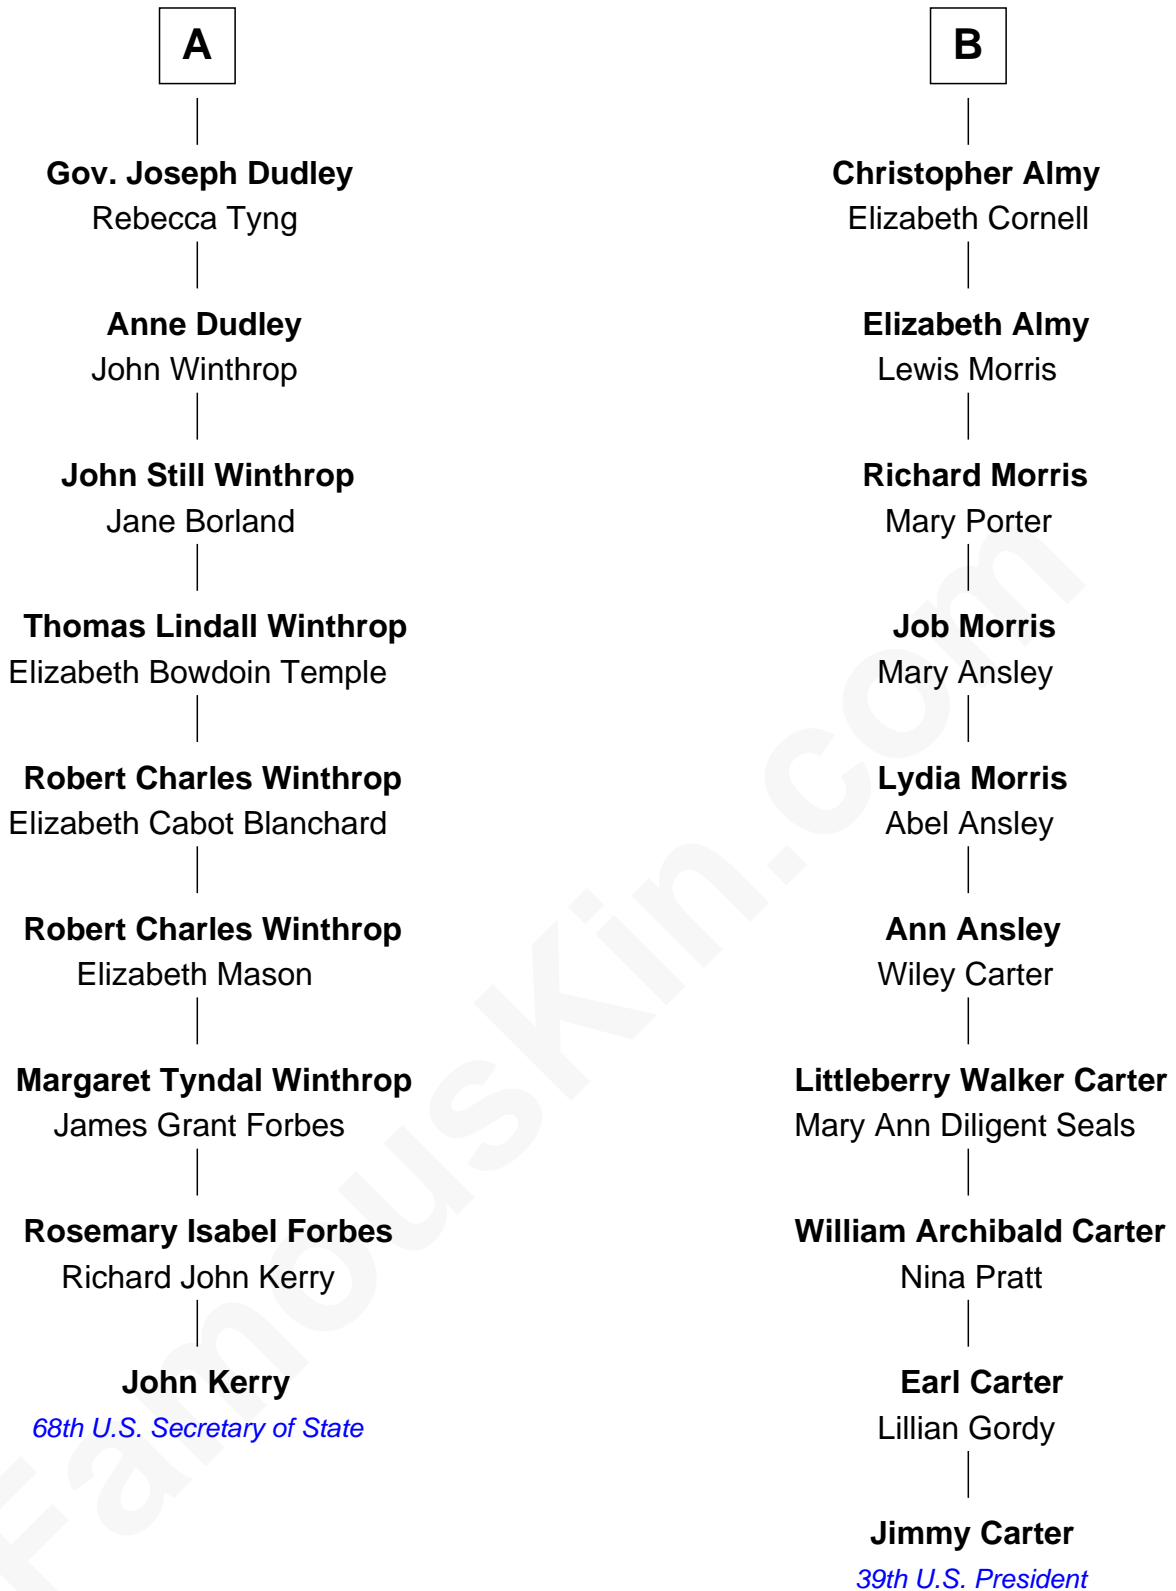 A
Gov. Joseph Dudley
Rebecca Tyng
Anne Dudley
John Winthrop
John Still Winthrop
Jane Borland
Thomas Lindall Winthrop
Elizabeth Bowdoin Temple
Robert Charles Winthrop
Elizabeth Cabot Blanchard
Robert Charles Winthrop
Elizabeth Mason
Margaret Tyndal Winthrop
James Grant Forbes
Rosemary Isabel Forbes
Richard John Kerry
John Kerry
68th U.S. Secretary of State
B
Christopher Almy
Elizabeth Cornell
Elizabeth Almy
Lewis Morris
Richard Morris
Mary Porter
Job Morris
Mary Ansley
Lydia Morris
Abel Ansley
Ann Ansley
Wiley Carter
Littleberry Walker Carter
Mary Ann Diligent Seals
William Archibald Carter
Nina Pratt
Earl Carter
Lillian Gordy
Jimmy Carter
39th U.S. President
FamousKin.com